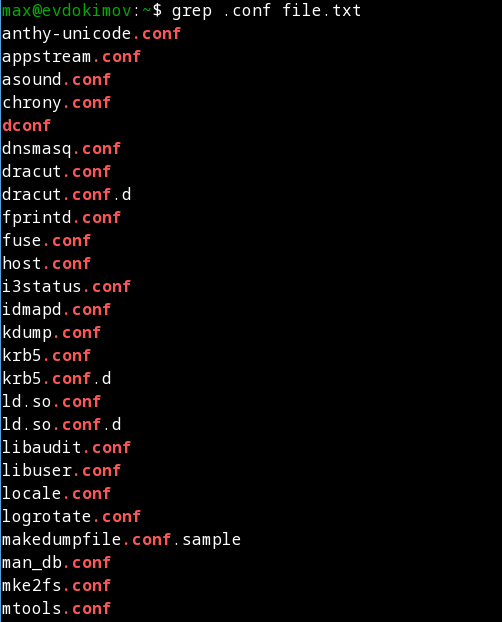 max@evdokimov:~$ grep .conf file.txt
anthy-unicode.conf
appstream.conf
asound.conf
chrony.conf
dconf
dnsmasq.conf
dracut.conf
dracut.conf.d
fprintd.conf
fuse.conf
host.conf
i3status.conf
idmapd.conf
kdump.conf
krb5.conf
krb5.conf.d
ld.so.conf
ld.so.conf.d
libaudit.conf
libuser.conf
locale.conf
logrotate.conf
makedumpfile.conf.sample
man_db.conf
mke2fs.conf
mtools.conf